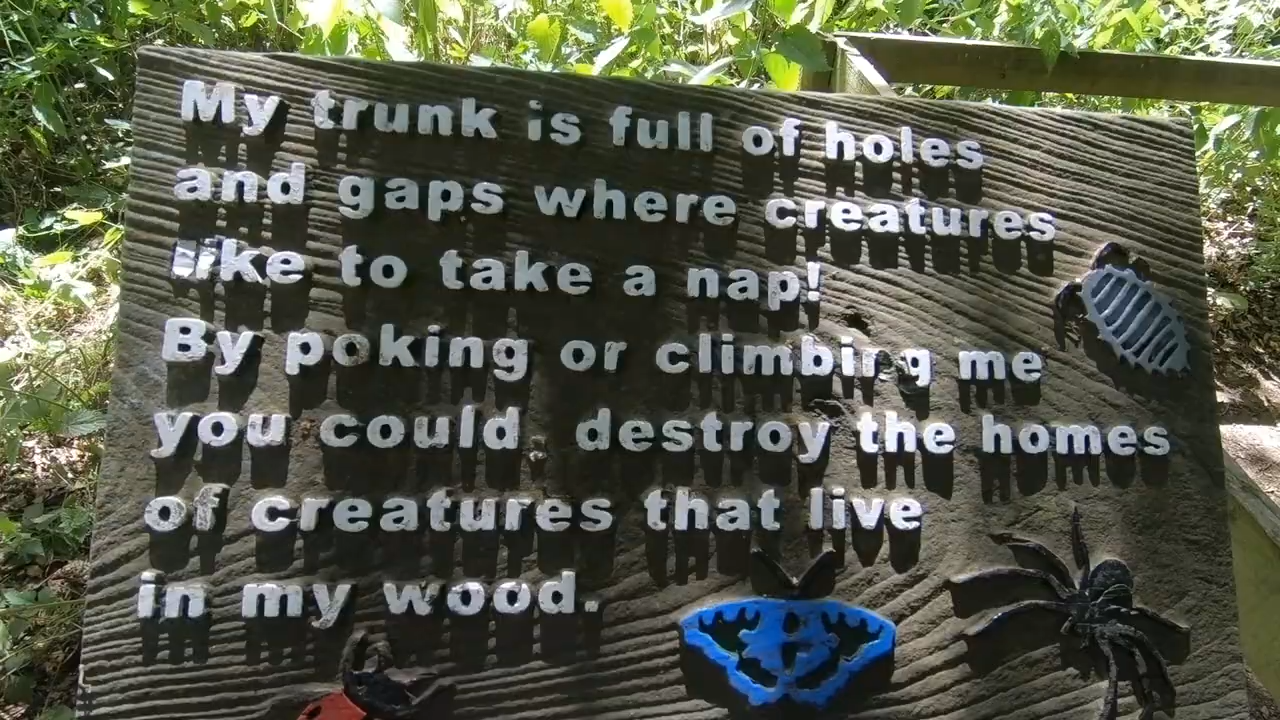 My trunk is full of holes
and gaps where creatures
like to take a nap!
By poking or climbing me
you could destroy the homes
of creatures that live
in my wood.